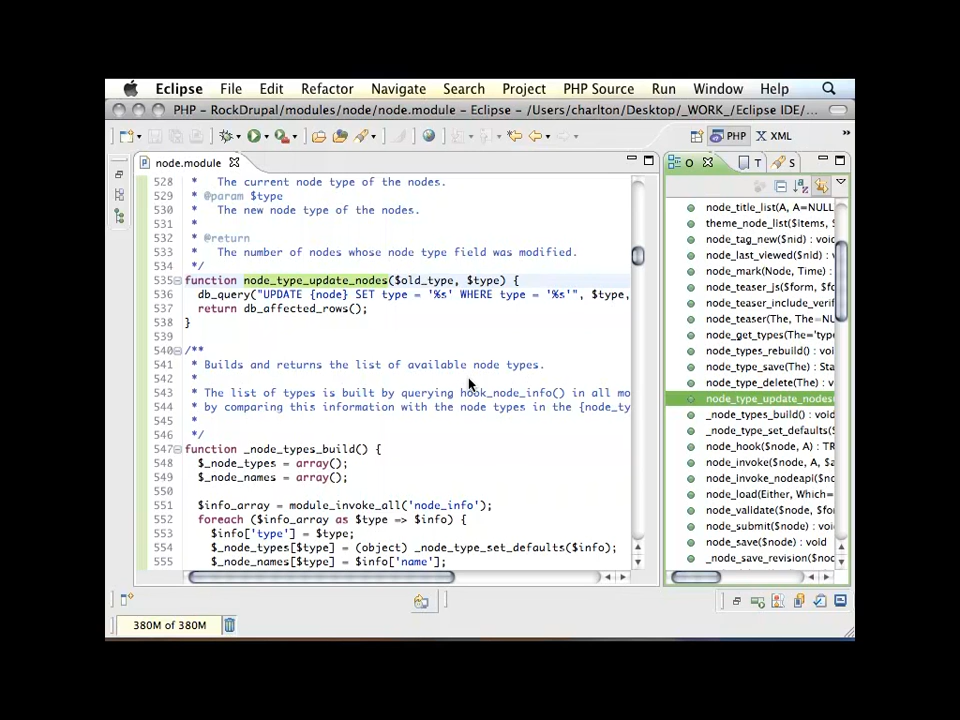 Eclipse File Edit Refactor Navigate Search Project PHP Source Run Window Help
PHP - RockDrupal/modules/node/node.module - Eclipse - /Users/charlton/Desktop/_WORK_/Eclipse IDE/...
PHP XML »
node.module
O T S
528 * The current node type of the nodes.
529 * @param $type
530 * The new node type of the nodes.
531 *
532 * @return
533 * The number of nodes whose node type field was modified.
534 */
535 function node_type_update_nodes($old_type, $type) {
536 db_query("UPDATE {node} SET type = '%s' WHERE type = '%s'", $type,
537 return db_affected_rows();
538 }
539
540 /**
541 * Builds and returns the list of available node types.
542 *
543 * The list of types is built by querying hook_node_info() in all mo
544 * by comparing this information with the node types in the {node_ty
545 *
546 */
547 function _node_types_build() {
548 $_node_types = array();
549 $_node_names = array();
550
551 $info_array = module_invoke_all('node_info');
552 foreach ($info_array as $type => $info) {
553 $info['type'] = $type;
554 $_node_types[$type] = (object) _node_type_set_defaults($info);
555 $_node_names[$type] = $info['name'];
node_title_list(A, A=NULL
theme_node_list($items,
node_tag_new($nid) : voi
node_last_viewed($nid) :
node_mark(Node, Time) :
node_teaser_js($form, $f
node_teaser_include_verif
node_teaser(The, The=NU
node_get_types(The='typ
node_types_rebuild() : voi
node_type_save(The) : Sta
node_type_delete(The) : v
node_type_update_nodes(
_node_types_build() : void
_node_type_set_defaults($
node_hook($node, A) : TR
node_invoke($node, A, $a
node_invoke_nodeapi($no
node_load(Either, Which=
node_validate($node, $fo
node_submit($node) : voi
node_save($node) : void
_node_save_revision($noc
380M of 380M